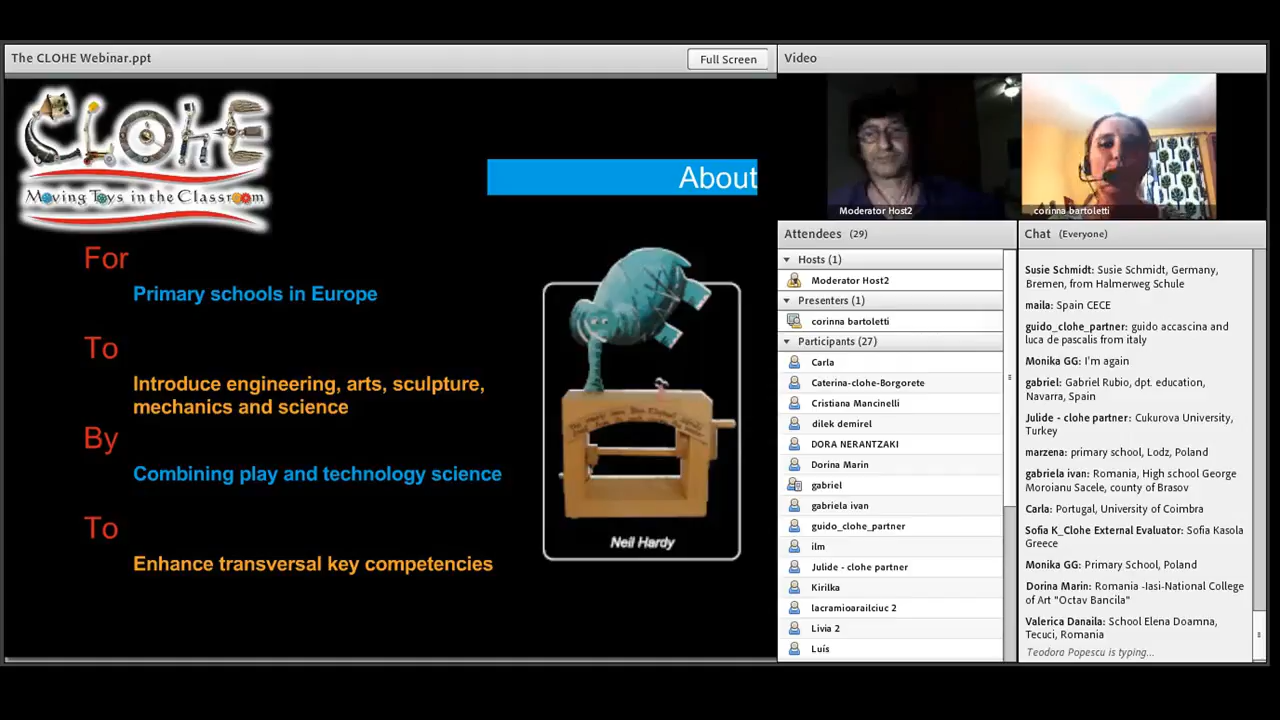 The CLOHE Webinar.ppt
Full Screen
CLOHE
Moving Toys in the Classroom
About
For
Primary schools in Europe
To
Introduce engineering, arts, sculpture,
mechanics and science
By
Combining play and technology science
To
Enhance transversal key competencies
Neil Hardy
Video
Moderator Host2
corinna bartoletti
Attendees (29)
Hosts (1)
Moderator Host2
Presenters (1)
corinna bartoletti
Participants (27)
Carla
Caterina-clohe-Borgorete
Cristiana Mancinelli
dilek demirel
DORA NERANTZAKI
Dorina Marin
gabriel
gabriela ivan
guido_clohe_partner
ilm
Julide - clohe partner
Kirilka
lacramioarailciuc 2
Livia 2
Luís
Chat (Everyone)
Susie Schmidt: Susie Schmidt, Germany,
Bremen, from Halmerweg Schule
maila: Spain CECE
guido_clohe_partner: guido accascina and
luca de pascalis from italy
Monika GG: I'm again
gabriel: Gabriel Rubio, dpt. education,
Navarra, Spain
Julide - clohe partner: Cukurova University,
Turkey
marzena: primary school, Lodz, Poland
gabriela ivan: Romania, High school George
Moroianu Sacele, county of Brasov
Carla: Portugal, University of Coimbra
Sofia K_Clohe External Evaluator: Sofia Kasola
Greece
Monika GG: Primary School, Poland
Dorina Marin: Romania -Iasi-National College
of Art "Octav Bancila"
Valerica Danaila: School Elena Doamna,
Tecuci, Romania
Teodora Popescu is typing...